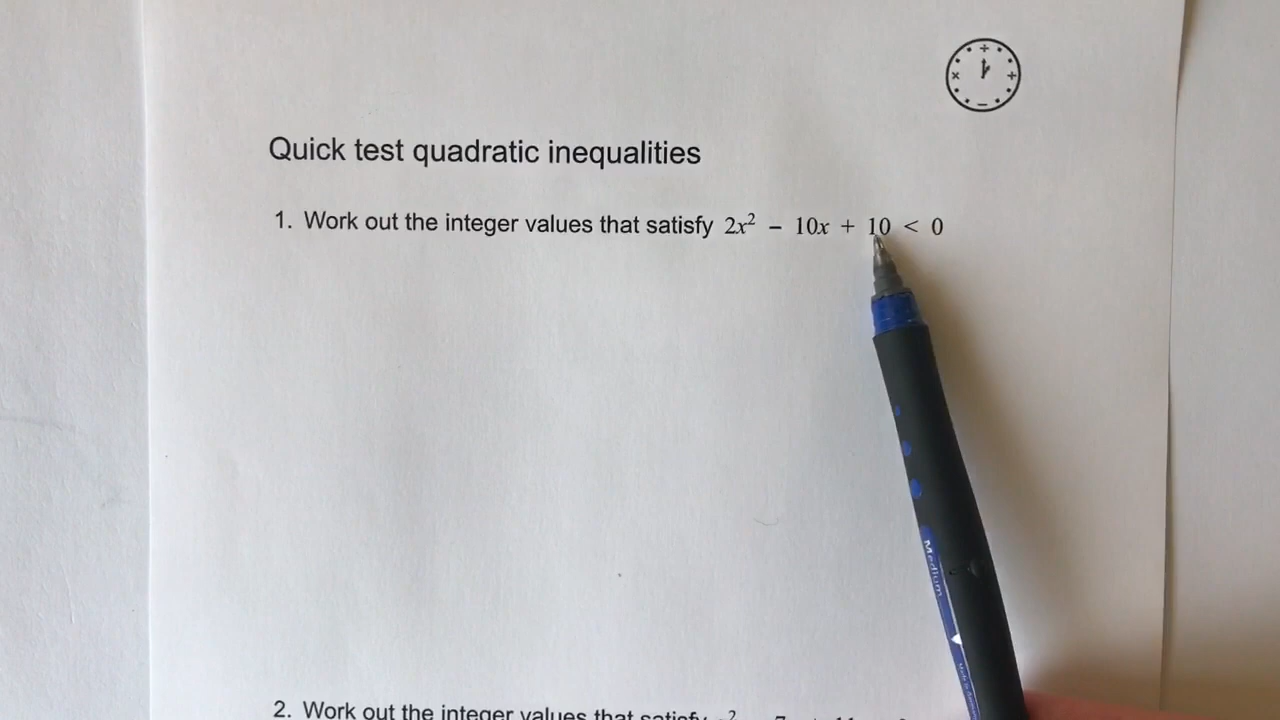 Quick test quadratic inequalities
1. Work out the integer values that satisfy 2x² − 10x + 10 < 0
Medium
2. Work out the integer values that satisfy